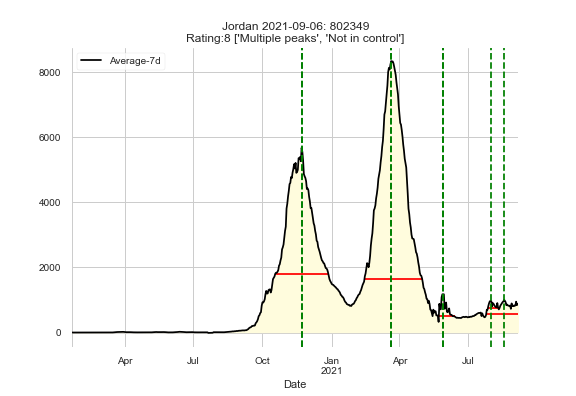 Jordan 2021-09-06: 802349
Rating:8 ['Multiple peaks', 'Not in control']
Average-7d
8000
6000
4000
2000
0
Apr
Jul
Oct
Jan
2021
Apr
Jul
Date